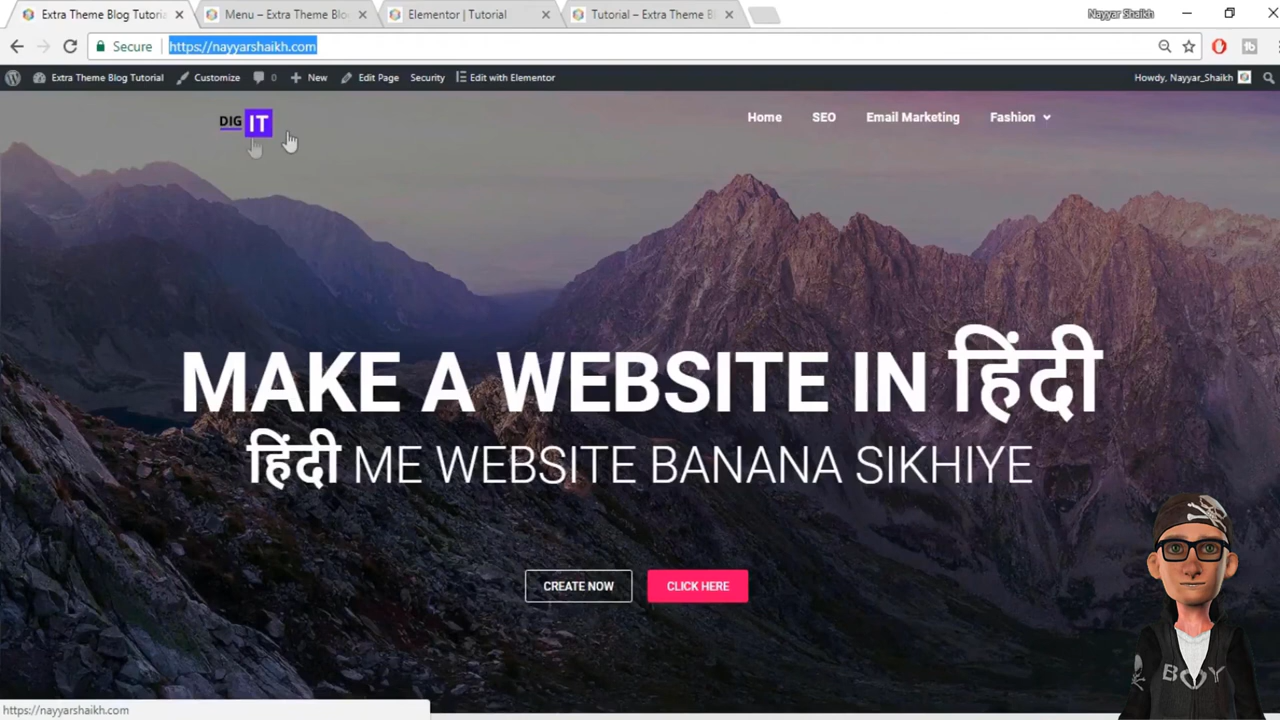 Extra Theme Blog Tutoria
Menu – Extra Theme Blo
Elementor | Tutorial
Tutorial – Extra Theme B
Nayyar Shaikh
Secure
https://nayyarshaikh.com
Extra Theme Blog Tutorial
Customize
0
New
Edit Page
Security
Edit with Elementor
Howdy, Nayyar_Shaikh
DIG IT
Home
SEO
Email Marketing
Fashion
MAKE A WEBSITE IN हिंदी
हिंदी ME WEBSITE BANANA SIKHIYE
CREATE NOW
CLICK HERE
BOY
https://nayyarshaikh.com